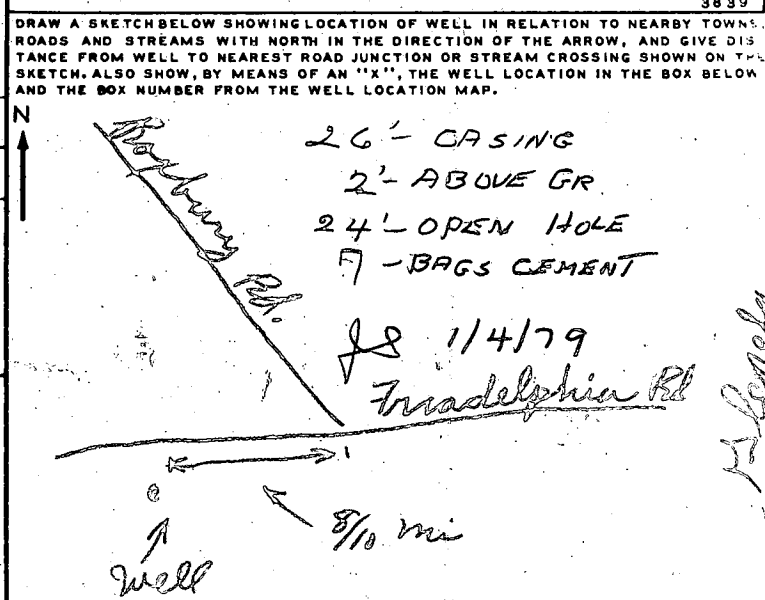 3839
DRAW A SKETCH BELOW SHOWING LOCATION OF WELL IN RELATION TO NEARBY TOWNS,
ROADS AND STREAMS WITH NORTH IN THE DIRECTION OF THE ARROW, AND GIVE DIS
TANCE FROM WELL TO NEAREST ROAD JUNCTION OR STREAM CROSSING SHOWN ON THE
SKETCH. ALSO SHOW, BY MEANS OF AN "X", THE WELL LOCATION IN THE BOX BELOW
AND THE BOX NUMBER FROM THE WELL LOCATION MAP.
N
Roxbury Rd.
26'- CASING
2'- ABOVE GR.
24'- OPEN HOLE
7 - BAGS CEMENT
JS 1/4/79
Triadelphia Rd
8/10 mi
Well